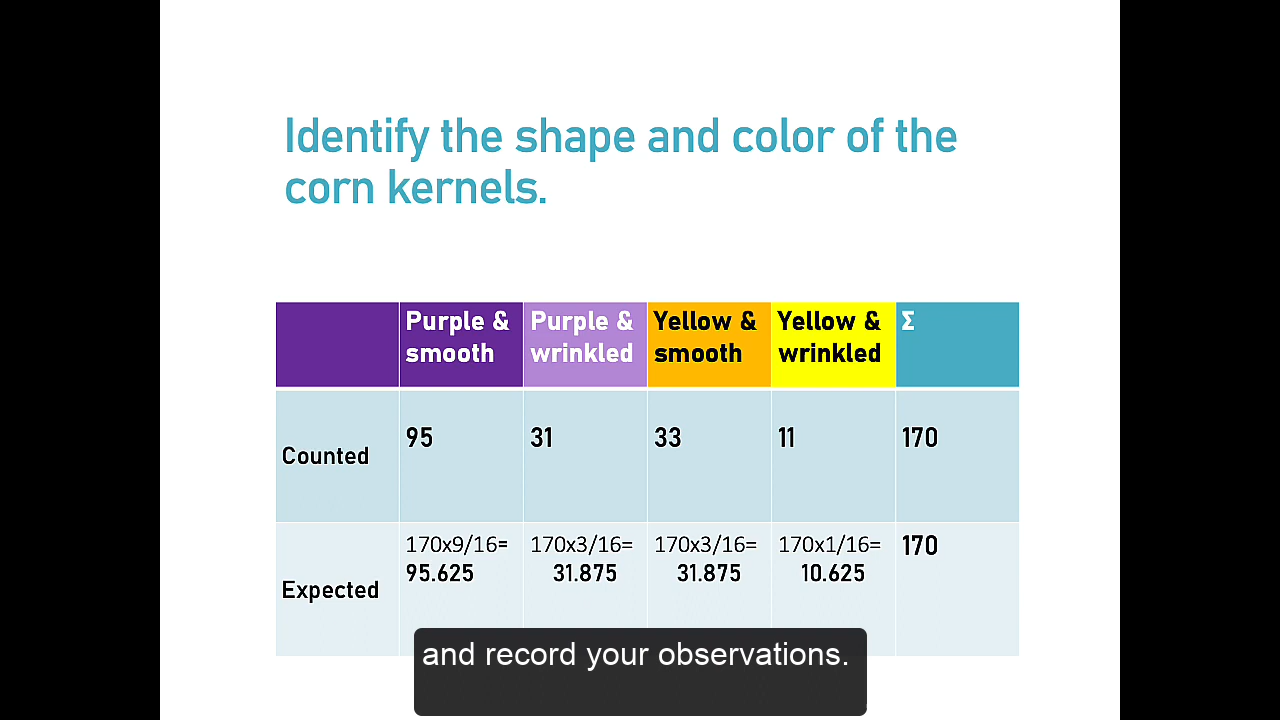 Identify the shape and color of the
corn kernels.
Purple & smooth Purple & wrinkled Yellow & smooth Yellow & wrinkled Σ
Counted 95 31 33 11 170
Expected 170x9/16= 95.625 170x3/16= 31.875 170x3/16= 31.875 170x1/16= 10.625 170
and record your observations.